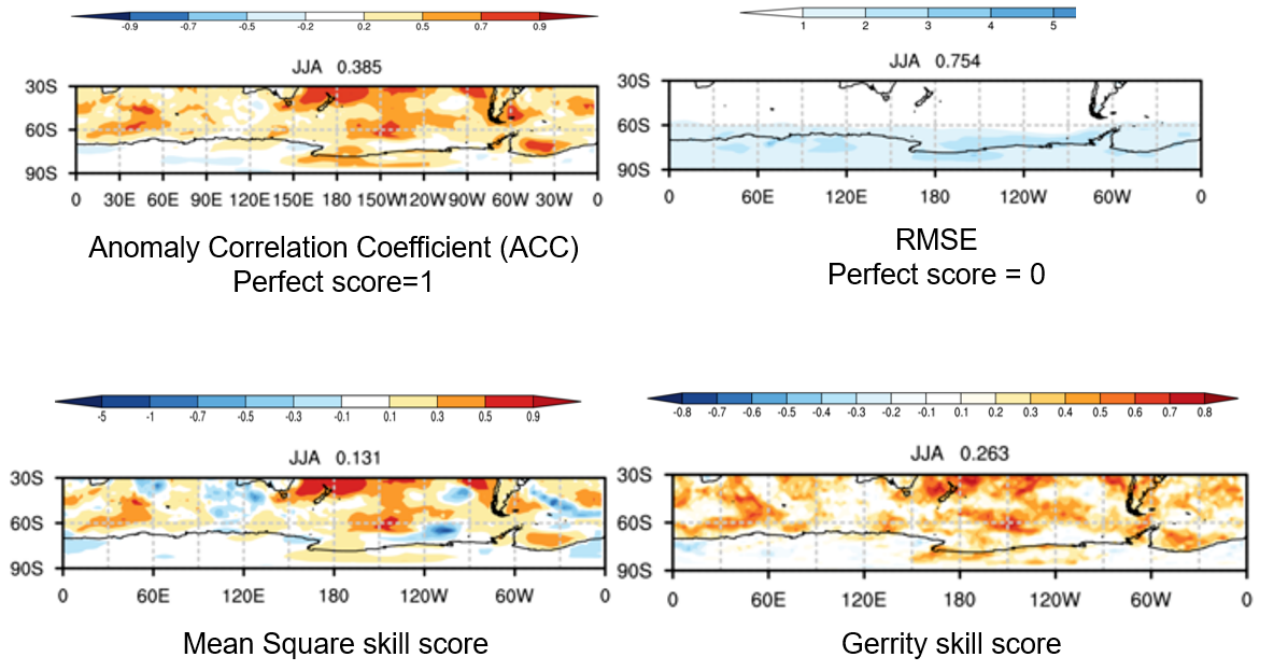 -0.9 -0.7 -0.5 -0.2 0.2 0.5 0.7 0.9
JJA 0.385
30S
60S
90S
0 30E 60E 90E 120E 150E 180 150W 120W 90W 60W 30W 0
Anomaly Correlation Coefficient (ACC)
Perfect score=1
1 2 3 4 5
JJA 0.754
30S
60S
90S
0 60E 120E 180 120W 60W 0
RMSE
Perfect score = 0
-5 -1 -0.7 -0.5 -0.3 -0.1 0.1 0.3 0.5 0.9
JJA 0.131
30S
60S
90S
0 60E 120E 180 120W 60W 0
Mean Square skill score
-0.8 -0.7 -0.6 -0.5 -0.4 -0.3 -0.2 -0.1 0.1 0.2 0.3 0.4 0.5 0.6 0.7 0.8
JJA 0.263
30S
60S
90S
0 60E 120E 180 120W 60W 0
Gerrity skill score